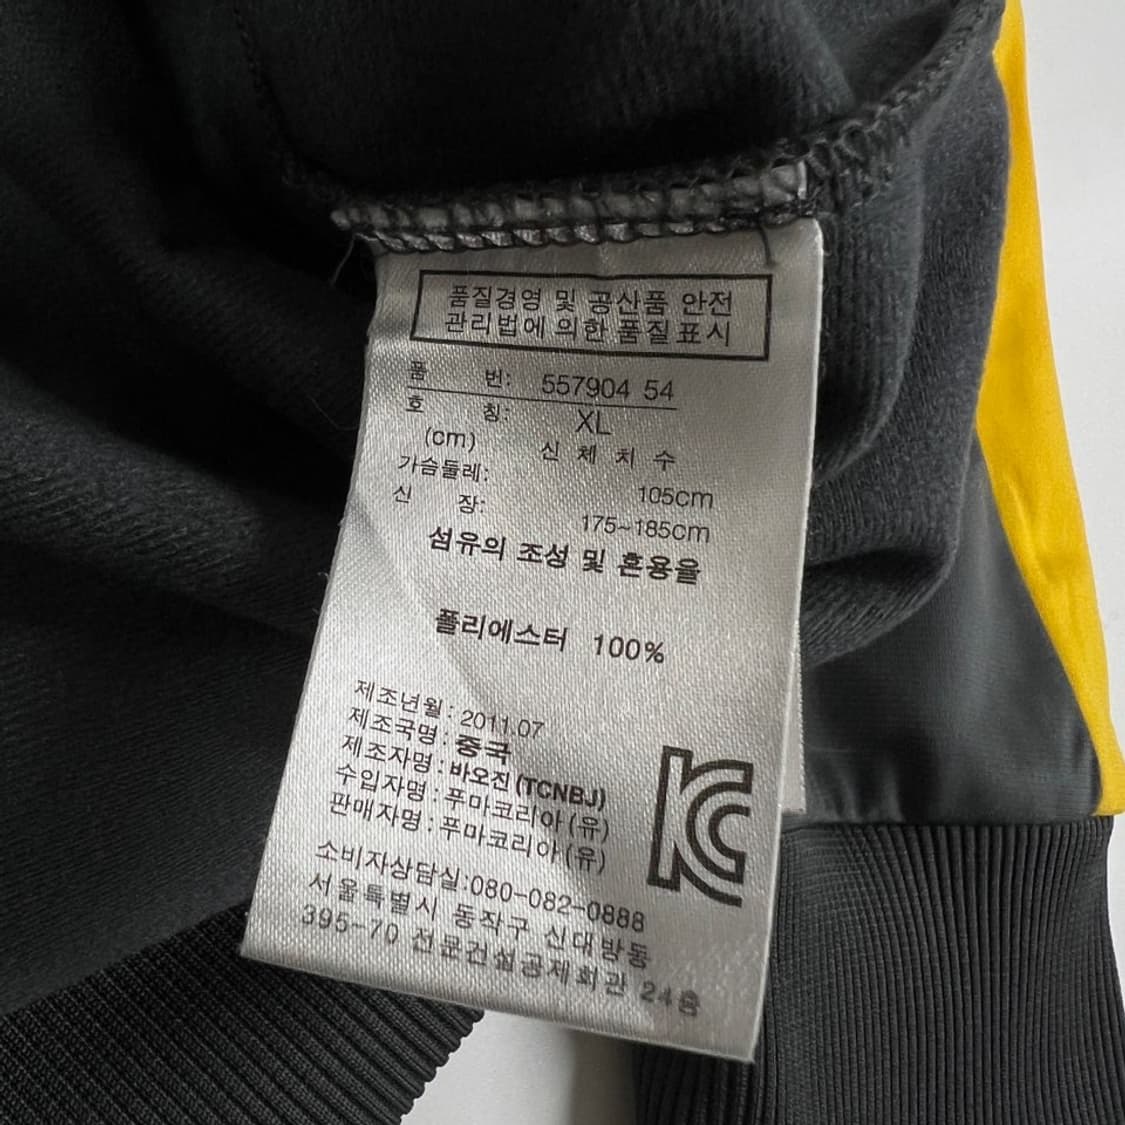 품질경영 및 공산품 안전
관리법에 의한 품질표시
품 번: 557904 54
호 칭: XL
(cm) 신 체 치 수
가슴둘레: 105cm
신 장: 175~185cm
섬유의 조성 및 혼용율
폴리에스터 100%
제조년월: 2011.07
제조국명: 중국
제조자명: 바오진(TCNBJ)
수입자명: 푸마코리아(유)
판매자명: 푸마코리아(유)
소비자상담실:080-082-0888
서울특별시 동작구 신대방동
395-70 전문건설공제회관 24층
KC